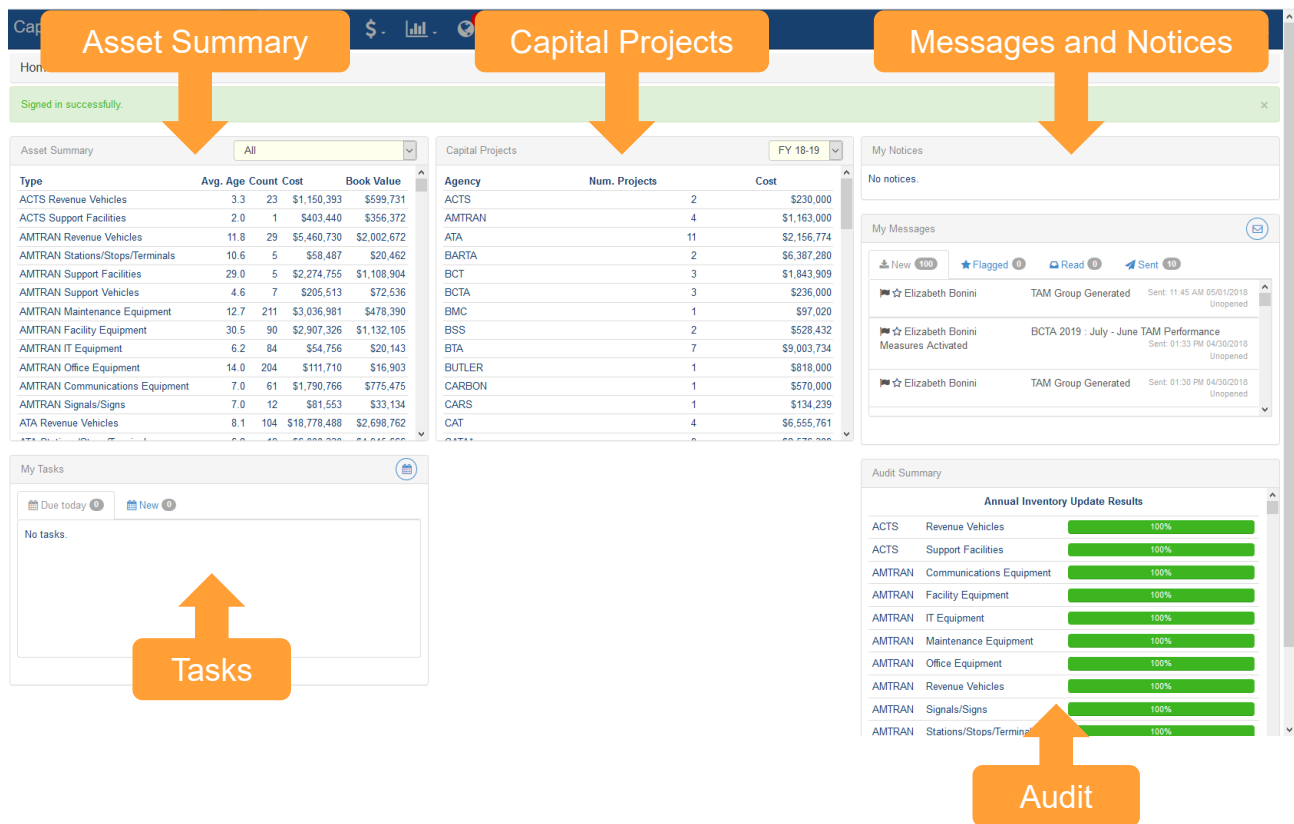 Asset Summary
Capital Projects
Messages and Notices
$
Signed in successfully.
×
Asset Summary All
Type Avg. Age Count Cost Book Value
ACTS Revenue Vehicles 3.3 23 $1,150,393 $599,731
ACTS Support Facilities 2.0 1 $403,440 $356,372
AMTRAN Revenue Vehicles 11.8 29 $5,460,730 $2,002,672
AMTRAN Stations/Stops/Terminals 10.6 5 $58,487 $20,462
AMTRAN Support Facilities 29.0 5 $2,274,755 $1,108,904
AMTRAN Support Vehicles 4.6 7 $205,513 $72,536
AMTRAN Maintenance Equipment 12.7 211 $3,036,981 $478,390
AMTRAN Facility Equipment 30.5 90 $2,907,326 $1,132,105
AMTRAN IT Equipment 6.2 84 $54,756 $20,143
AMTRAN Office Equipment 14.0 204 $111,710 $16,903
AMTRAN Communications Equipment 7.0 61 $1,790,766 $775,475
AMTRAN Signals/Signs 7.0 12 $81,553 $33,134
ATA Revenue Vehicles 8.1 104 $18,778,488 $2,698,762
Capital Projects FY 18-19
Agency Num. Projects Cost
ACTS 2 $230,000
AMTRAN 4 $1,163,000
ATA 11 $2,156,774
BARTA 2 $6,387,280
BCT 3 $1,843,909
BCTA 3 $236,000
BMC 1 $97,020
BSS 2 $528,432
BTA 7 $9,003,734
BUTLER 1 $818,000
CARBON 1 $570,000
CARS 1 $134,239
CAT 4 $6,555,761
My Notices
No notices.
My Messages
New 100 Flagged 0 Read 0 Sent 10
Elizabeth Bonini TAM Group Generated Sent: 11:45 AM 05/01/2018
Unopened
Elizabeth Bonini BCTA 2019 : July - June TAM Performance
Measures Activated Sent: 01:33 PM 04/30/2018
Unopened
Elizabeth Bonini TAM Group Generated Sent: 01:30 PM 04/30/2018
Unopened
My Tasks
Due today 0 New 0
No tasks.
Tasks
Audit Summary
Annual Inventory Update Results
ACTS Revenue Vehicles 100%
ACTS Support Facilities 100%
AMTRAN Communications Equipment 100%
AMTRAN Facility Equipment 100%
AMTRAN IT Equipment 100%
AMTRAN Maintenance Equipment 100%
AMTRAN Office Equipment 100%
AMTRAN Revenue Vehicles 100%
AMTRAN Signals/Signs 100%
AMTRAN 100%
Audit